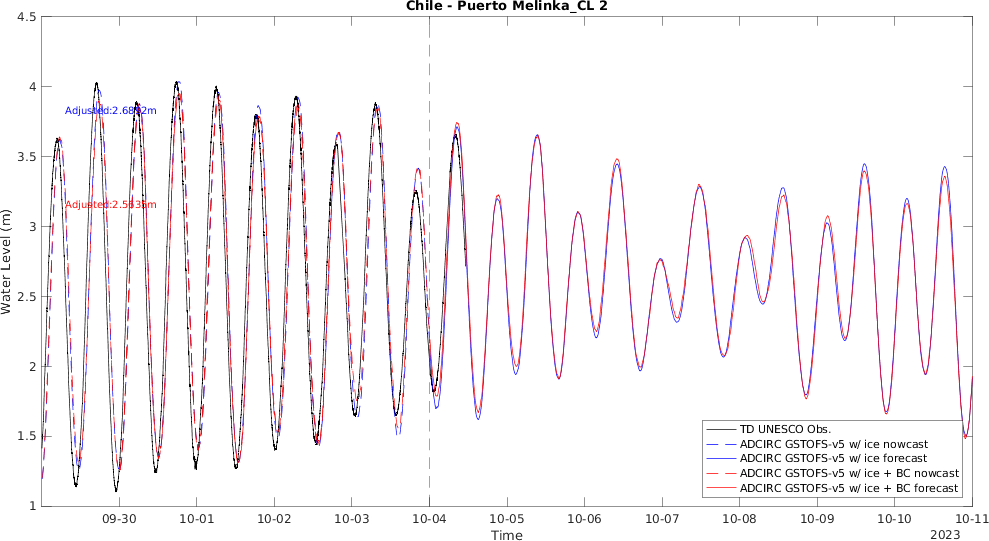 Chile - Puerto Melinka_CL 2
4.5
4
3.5
3
2.5
2
1.5
1
Water Level (m)
Adjusted:2.6892m
Adjusted:2.5535m
09-30
10-01
10-02
10-03
10-04
10-05
10-06
10-07
10-08
10-09
10-10
10-11
Time
2023
TD UNESCO Obs.
ADCIRC GSTOFS-v5 w/ ice nowcast
ADCIRC GSTOFS-v5 w/ ice forecast
ADCIRC GSTOFS-v5 w/ ice + BC nowcast
ADCIRC GSTOFS-v5 w/ ice + BC forecast